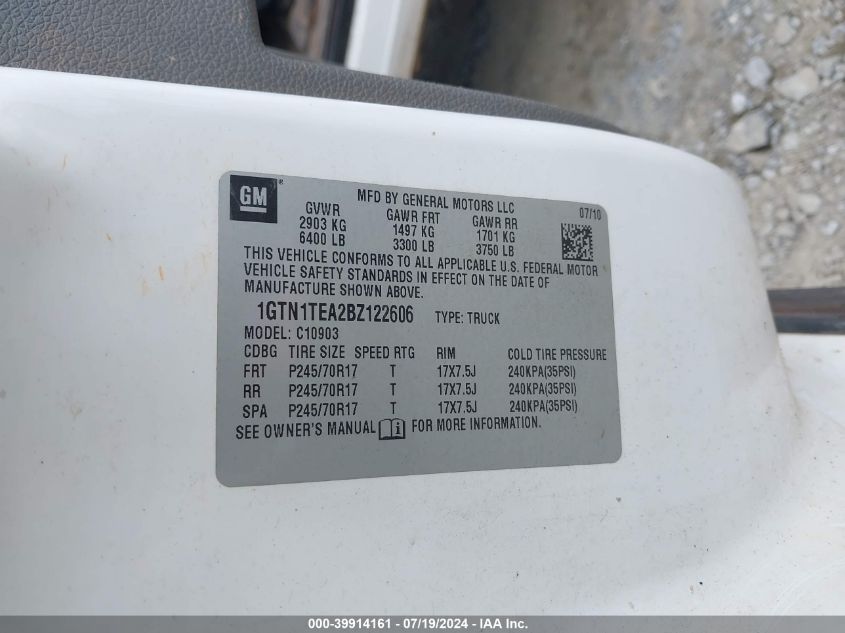 GM ®
MFD BY GENERAL MOTORS LLC 07/10
GVWR GAWR FRT GAWR RR
2903 KG 1497 KG 1701 KG
6400 LB 3300 LB 3750 LB
THIS VEHICLE CONFORMS TO ALL APPLICABLE U.S. FEDERAL MOTOR
VEHICLE SAFETY STANDARDS IN EFFECT ON THE DATE OF
MANUFACTURE SHOWN ABOVE.
1GTN1TEA2BZ122606 TYPE: TRUCK
MODEL: C10903
CDBG TIRE SIZE SPEED RTG RIM COLD TIRE PRESSURE
FRT P245/70R17 T 17X7.5J 240KPA(35PSI)
RR P245/70R17 T 17X7.5J 240KPA(35PSI)
SPA P245/70R17 T 17X7.5J 240KPA(35PSI)
SEE OWNER'S MANUAL i FOR MORE INFORMATION.
000-39914161 - 07/19/2024 - IAA Inc.